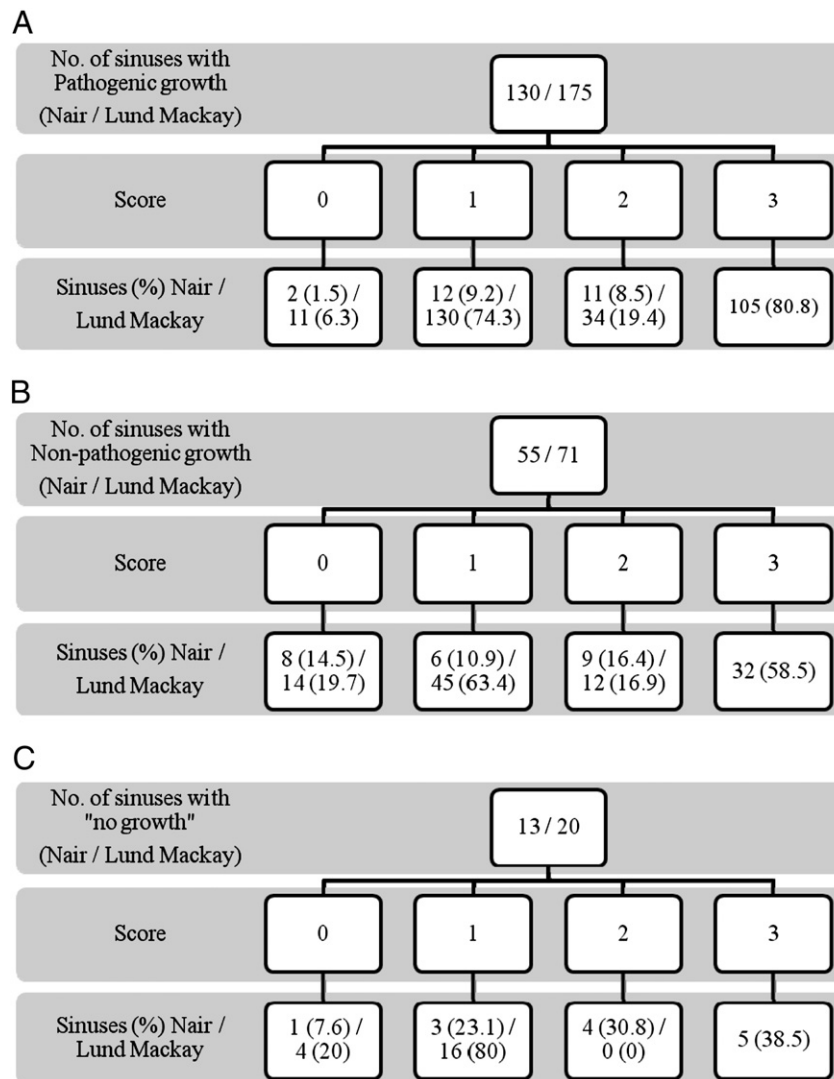 A
No. of sinuses with
Pathogenic growth
(Nair / Lund Mackay)
130 / 175
Score
0
1
2
3
Sinuses (%) Nair /
Lund Mackay
2 (1.5) /
11 (6.3)
12 (9.2) /
130 (74.3)
11 (8.5) /
34 (19.4)
105 (80.8)
B
No. of sinuses with
Non-pathogenic growth
(Nair / Lund Mackay)
55 / 71
Score
0
1
2
3
Sinuses (%) Nair /
Lund Mackay
8 (14.5) /
14 (19.7)
6 (10.9) /
45 (63.4)
9 (16.4) /
12 (16.9)
32 (58.5)
C
No. of sinuses with
"no growth"
(Nair / Lund Mackay)
13 / 20
Score
0
1
2
3
Sinuses (%) Nair /
Lund Mackay
1 (7.6) /
4 (20)
3 (23.1) /
16 (80)
4 (30.8) /
0 (0)
5 (38.5)